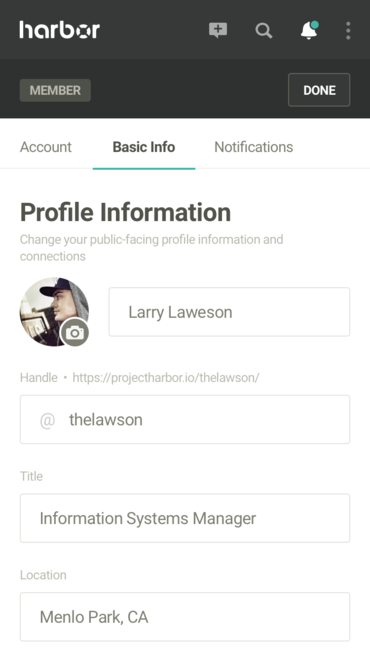 harbor
MEMBER
DONE
Account
Basic Info
Notifications
Profile Information
Change your public-facing profile information and
connections
Larry Laweson
Handle • https://projectharbor.io/thelawson/
@ thelawson
Title
Information Systems Manager
Location
Menlo Park, CA